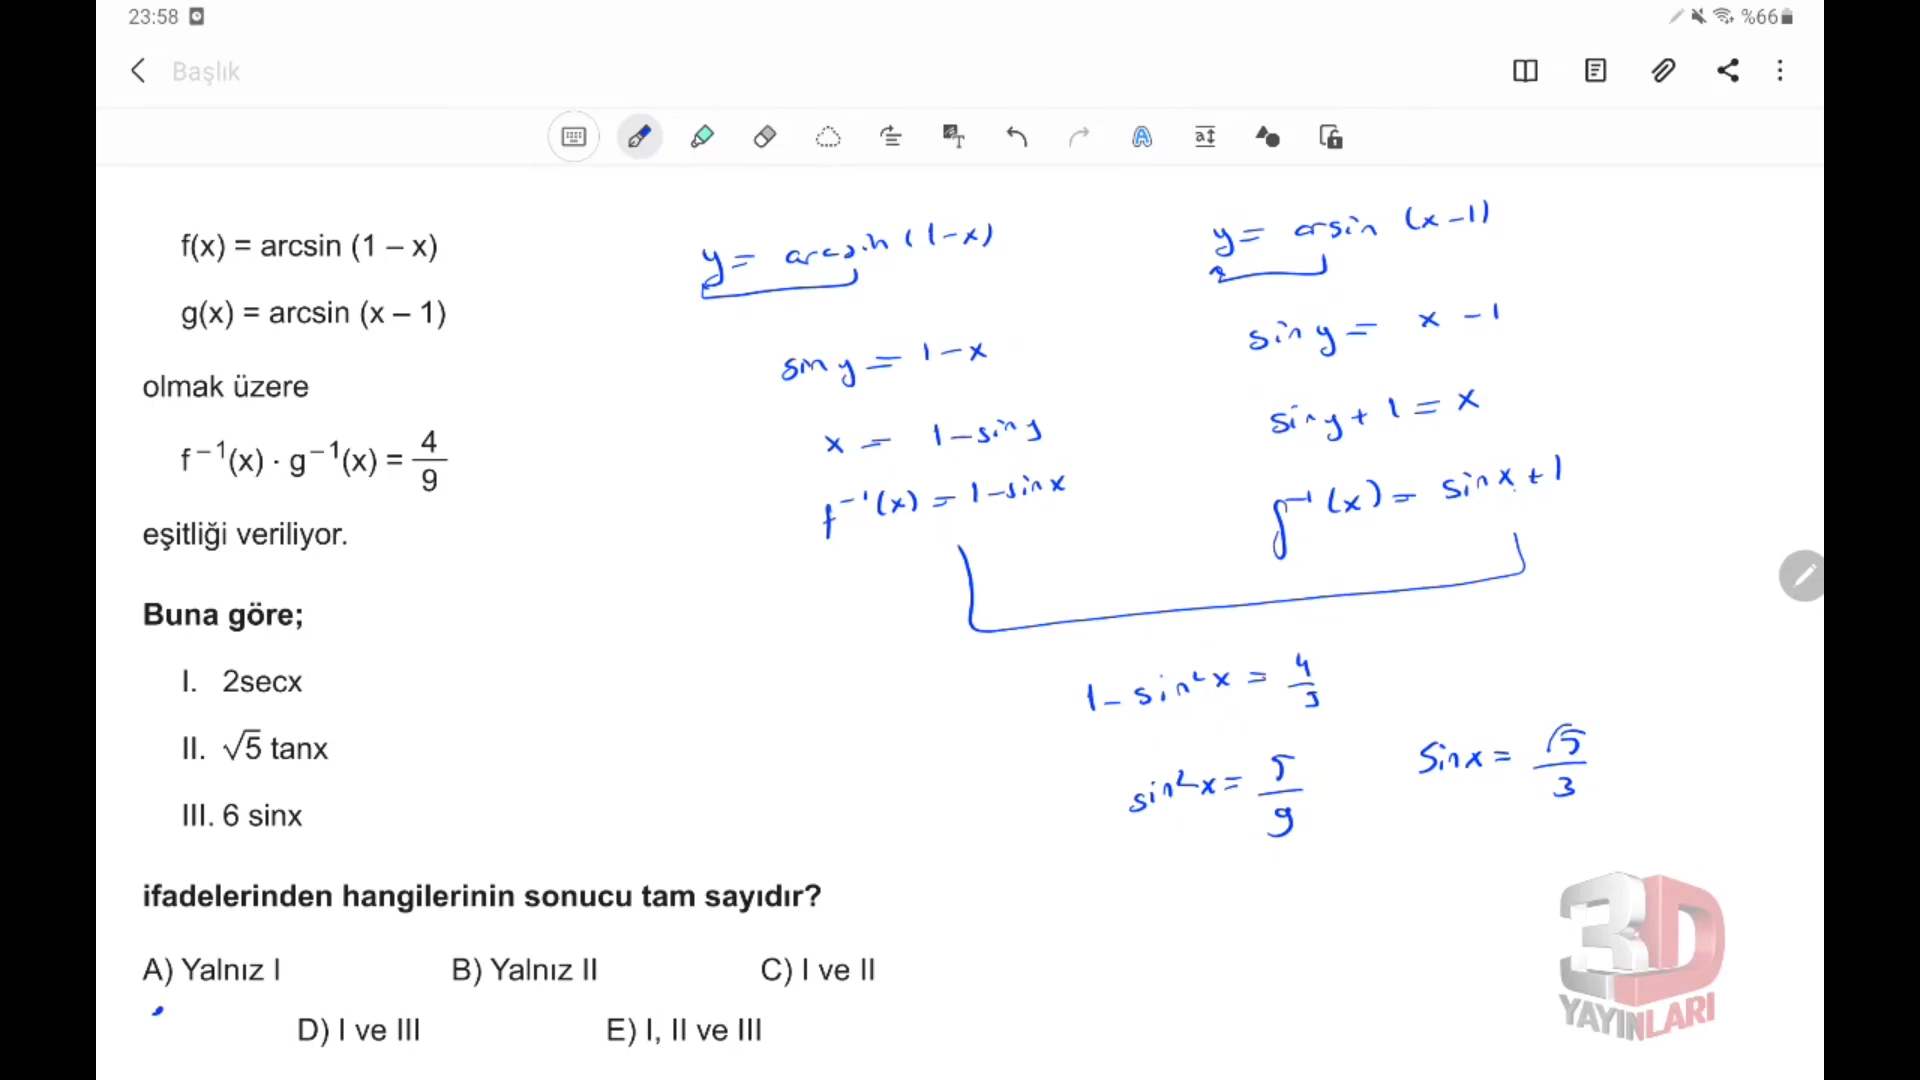 23:58
%66
Başlık
f(x) = arcsin (1 – x)
g(x) = arcsin (x – 1)
olmak üzere
f⁻¹(x) · g⁻¹(x) = 4/9
eşitliği veriliyor.
Buna göre;
I. 2secx
II. √5 tanx
III. 6 sinx
ifadelerinden hangilerinin sonucu tam sayıdır?
A) Yalnız I
B) Yalnız II
C) I ve II
D) I ve III
E) I, II ve III
y = arcsin (1-x)
sin y = 1-x
x = 1-sin y
f⁻¹(x) = 1-sinx
y = arsin (x-1)
sin y = x - 1
sin y + 1 = x
g⁻¹(x) = sinx + 1
1 - sin²x = 4/9
sin²x = 5/9
Sinx = √5/3
3D
YAYINLARI